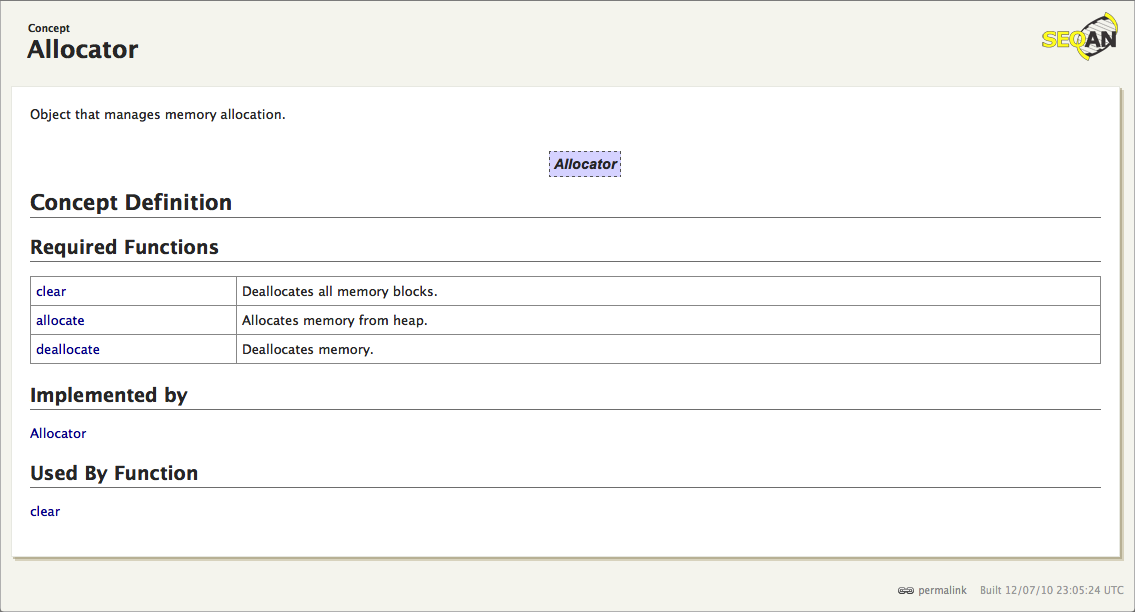 Concept
Allocator
SEQAN
Object that manages memory allocation.
Allocator
Concept Definition
Required Functions
clear Deallocates all memory blocks.
allocate Allocates memory from heap.
deallocate Deallocates memory.
Implemented by
Allocator
Used By Function
clear
permalink Built 12/07/10 23:05:24 UTC